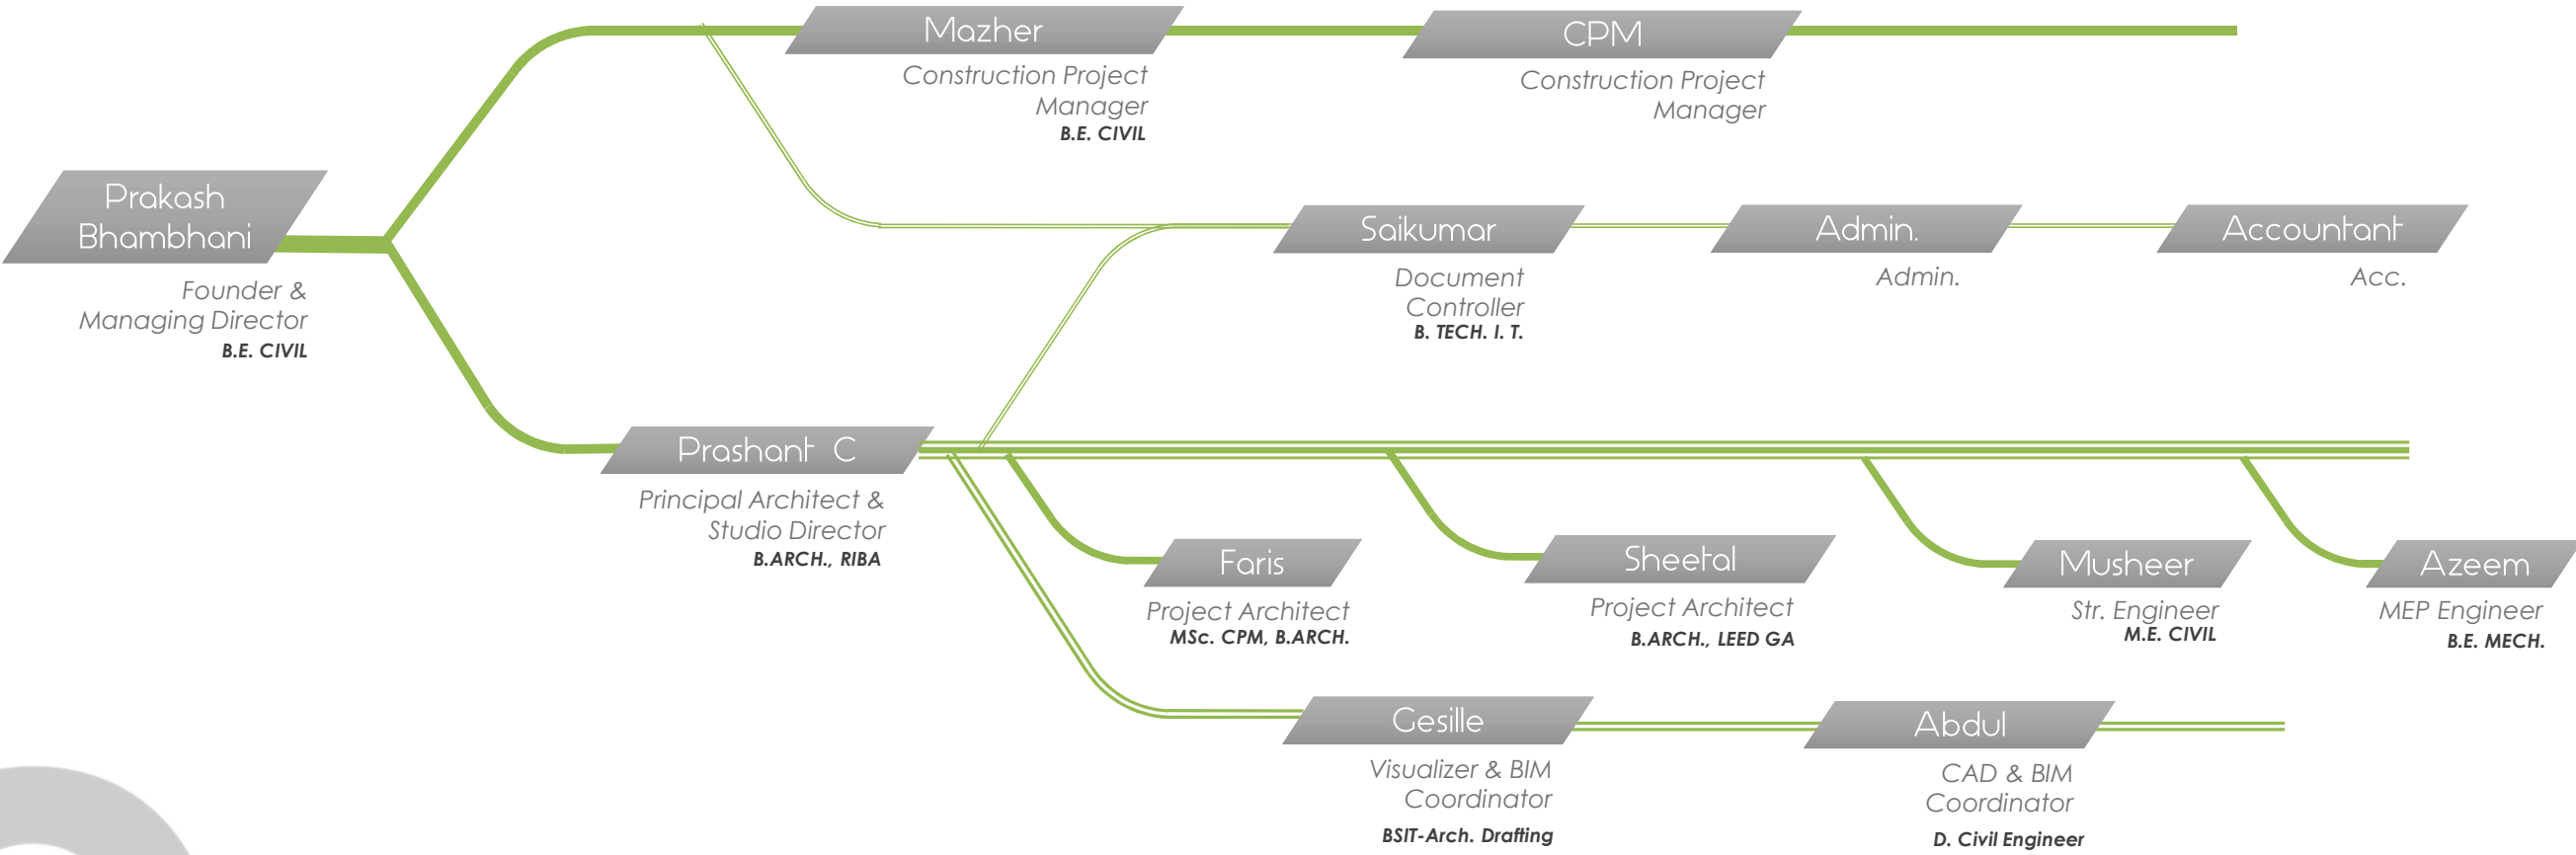 Mazher
Construction Project
Manager
B.E. CIVIL
CPM
Construction Project
Manager
Prakash
Bhambhani
Founder &
Managing Director
B.E. CIVIL
Saikumar
Document
Controller
B. TECH. I. T.
Admin.
Admin.
Accountant
Acc.
Prashant C
Principal Architect &
Studio Director
B.ARCH., RIBA
Faris
Project Architect
MSc. CPM, B.ARCH.
Sheetal
Project Architect
B.ARCH., LEED GA
Musheer
Str. Engineer
M.E. CIVIL
Azeem
MEP Engineer
B.E. MECH.
Gesille
Visualizer & BIM
Coordinator
BSIT-Arch. Drafting
Abdul
CAD & BIM
Coordinator
D. Civil Engineer